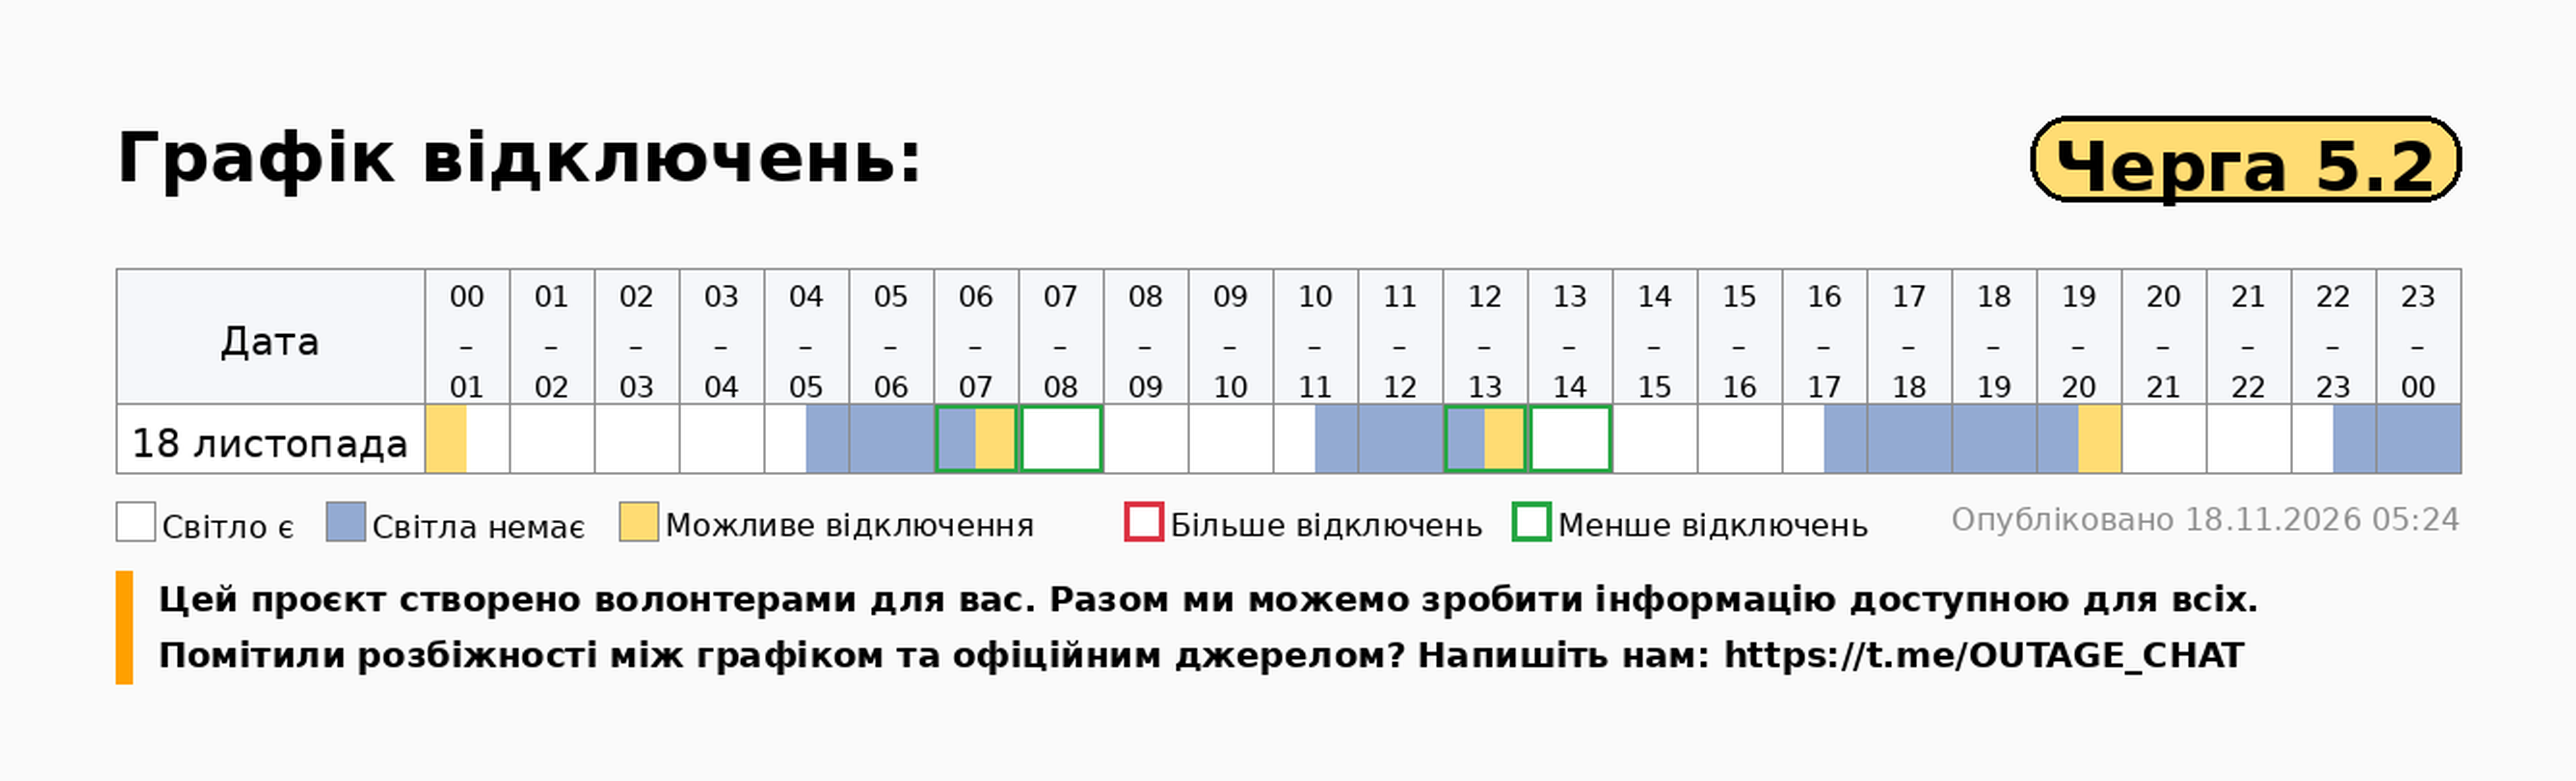 Графік відключень:
Черга 5.2
Дата
00 – 01
01 – 02
02 – 03
03 – 04
04 – 05
05 – 06
06 – 07
07 – 08
08 – 09
09 – 10
10 – 11
11 – 12
12 – 13
13 – 14
14 – 15
15 – 16
16 – 17
17 – 18
18 – 19
19 – 20
20 – 21
21 – 22
22 – 23
23 – 00
18 листопада
Світло є
Світла немає
Можливе відключення
Більше відключень
Менше відключень
Опубліковано 18.11.2026 05:24
Цей проєкт створено волонтерами для вас. Разом ми можемо зробити інформацію доступною для всіх.
Помітили розбіжності між графіком та офіційним джерелом? Напишіть нам: https://t.me/OUTAGE_CHAT